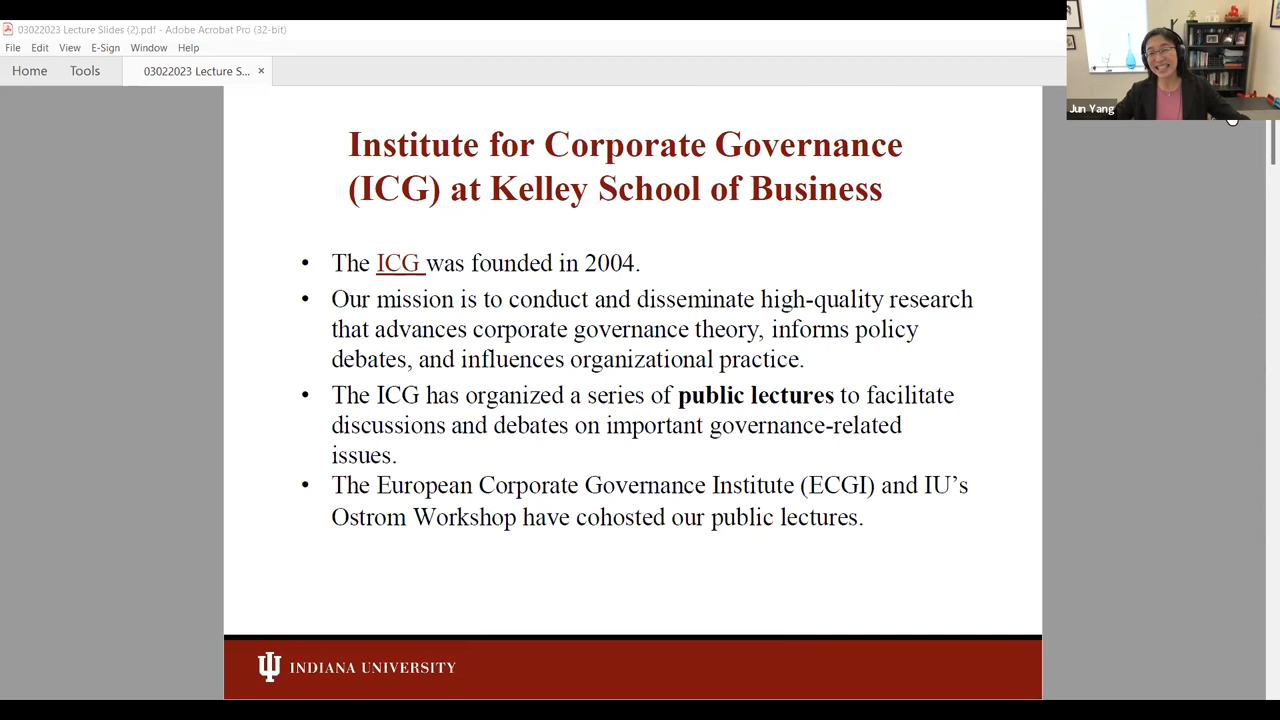 03022023 Lecture Slides (2).pdf - Adobe Acrobat Pro (32-bit)
File Edit View E-Sign Window Help
Home Tools 03022023 Lecture S... ×
Jun Yang
Institute for Corporate Governance
(ICG) at Kelley School of Business
• The ICG was founded in 2004.
• Our mission is to conduct and disseminate high-quality research
that advances corporate governance theory, informs policy
debates, and influences organizational practice.
• The ICG has organized a series of public lectures to facilitate
discussions and debates on important governance-related
issues.
• The European Corporate Governance Institute (ECGI) and IU’s
Ostrom Workshop have cohosted our public lectures.
INDIANA UNIVERSITY